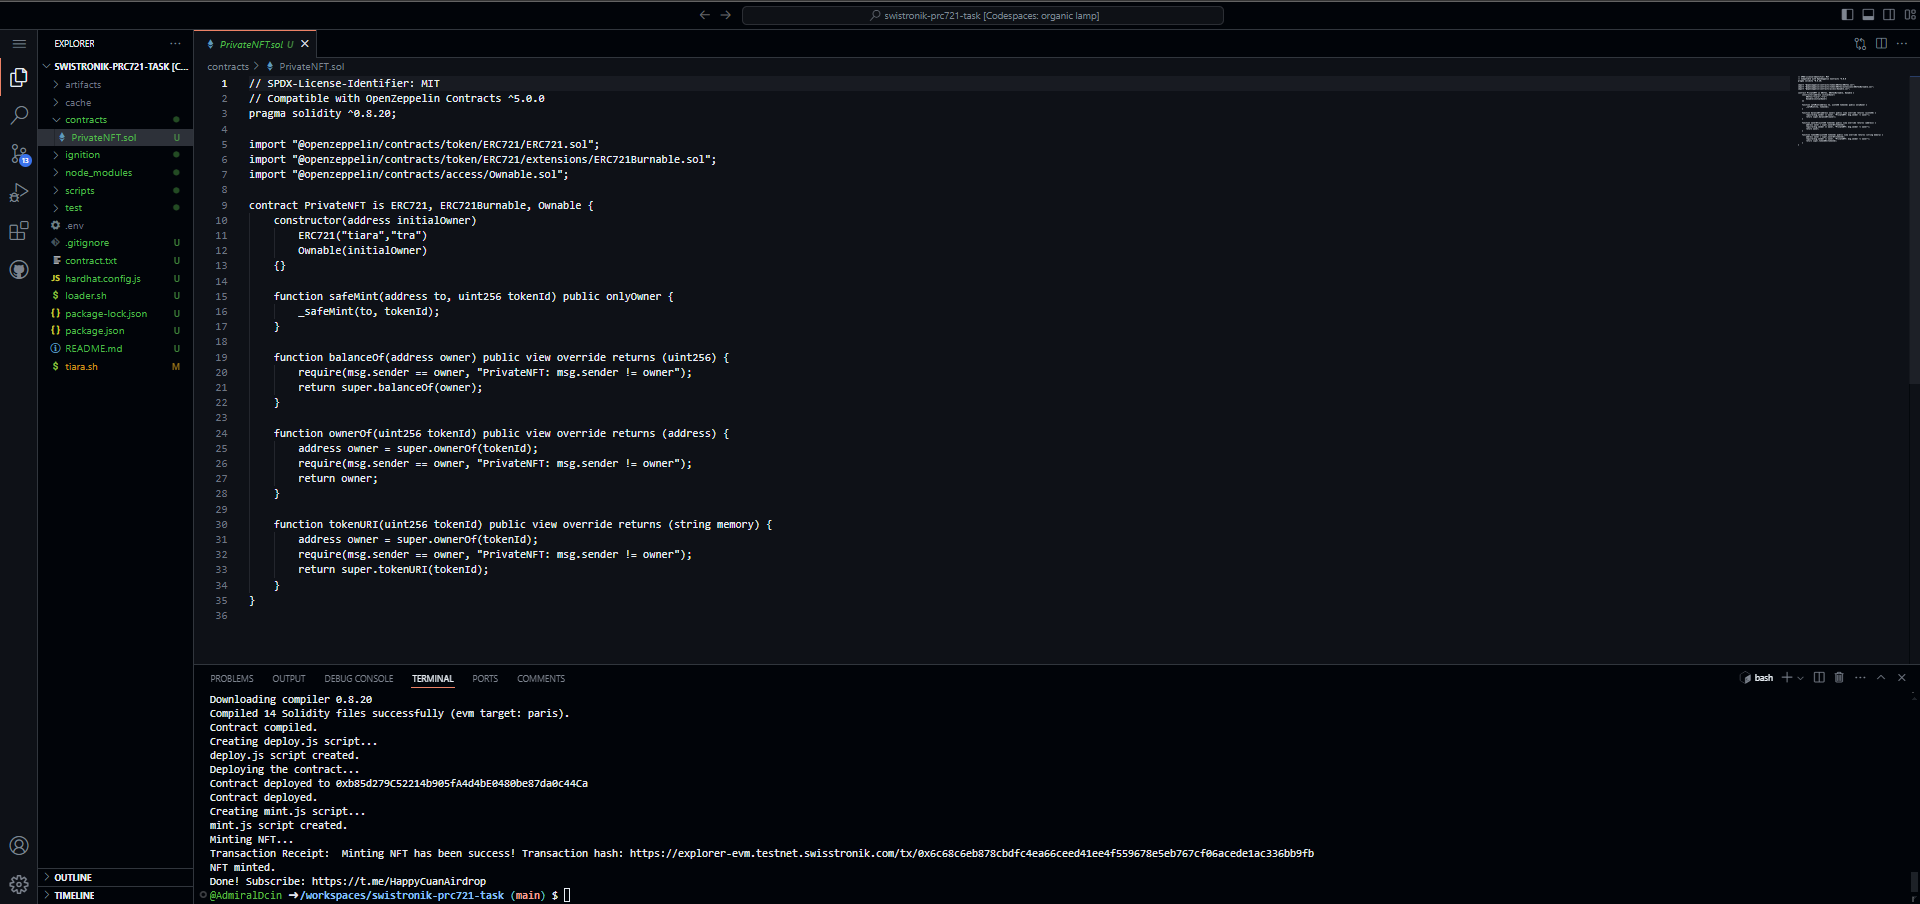 swistronik-prc721-task [Codespaces: organic lamp]
EXPLORER
SWISTRONIK-PRC721-TASK [C...
artifacts
cache
contracts
PrivateNFT.sol U
ignition
node_modules
scripts
test
.env
.gitignore U
contract.txt U
JS hardhat.config.js U
$ loader.sh U
{} package-lock.json U
{} package.json U
README.md U
$ tiara.sh M
OUTLINE
TIMELINE
13
PrivateNFT.sol U
contracts > PrivateNFT.sol
1 // SPDX-License-Identifier: MIT
2 // Compatible with OpenZeppelin Contracts ^5.0.0
3 pragma solidity ^0.8.20;
4
5 import "@openzeppelin/contracts/token/ERC721/ERC721.sol";
6 import "@openzeppelin/contracts/token/ERC721/extensions/ERC721Burnable.sol";
7 import "@openzeppelin/contracts/access/Ownable.sol";
8
9 contract PrivateNFT is ERC721, ERC721Burnable, Ownable {
10 constructor(address initialOwner)
11 ERC721("tiara","tra")
12 Ownable(initialOwner)
13 {}
14
15 function safeMint(address to, uint256 tokenId) public onlyOwner {
16 _safeMint(to, tokenId);
17 }
18
19 function balanceOf(address owner) public view override returns (uint256) {
20 require(msg.sender == owner, "PrivateNFT: msg.sender != owner");
21 return super.balanceOf(owner);
22 }
23
24 function ownerOf(uint256 tokenId) public view override returns (address) {
25 address owner = super.ownerOf(tokenId);
26 require(msg.sender == owner, "PrivateNFT: msg.sender != owner");
27 return owner;
28 }
29
30 function tokenURI(uint256 tokenId) public view override returns (string memory) {
31 address owner = super.ownerOf(tokenId);
32 require(msg.sender == owner, "PrivateNFT: msg.sender != owner");
33 return super.tokenURI(tokenId);
34 }
35 }
36
PROBLEMS OUTPUT DEBUG CONSOLE TERMINAL PORTS COMMENTS
bash
Downloading compiler 0.8.20
Compiled 14 Solidity files successfully (evm target: paris).
Contract compiled.
Creating deploy.js script...
deploy.js script created.
Deploying the contract...
Contract deployed to 0xb85d279C52214b905fA4d4bE0480be87da0c44Ca
Contract deployed.
Creating mint.js script...
mint.js script created.
Minting NFT...
Transaction Receipt:  Minting NFT has been success! Transaction hash: https://explorer-evm.testnet.swisstronik.com/tx/0x6c68c6eb878cbdfc4ea66ceed41ee4f559678e5eb767cf06acede1ac336bb9fb
NFT minted.
Done! Subscribe: https://t.me/HappyCuanAirdrop
@AdmiralDcin ➜ /workspaces/swistronik-prc721-task (main) $